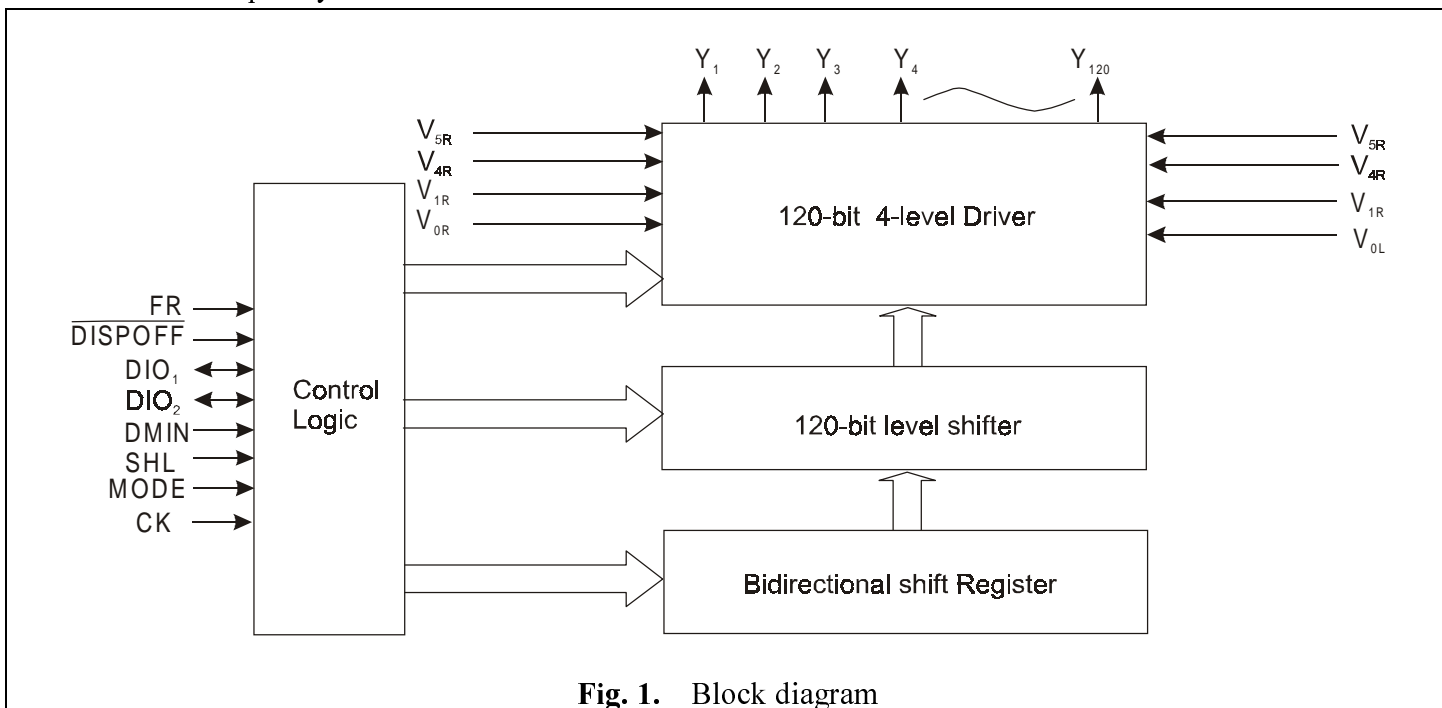 Y₁ Y₂ Y₃ Y₄ Y₁₂₀
V₅R V₅R
V₄R V₄R
V₁R V₁R
V₀R V₀L
120-bit 4-level Driver
FR
DISPOFF
DIO₁
DIO₂
DMIN
SHL
MODE
CK
Control
Logic
120-bit level shifter
Bidirectional shift Register
Fig. 1. Block diagram